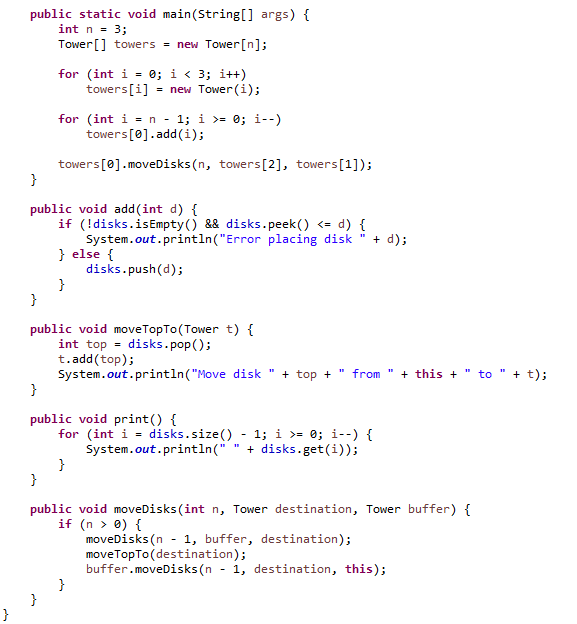 public static void main(String[] args) {
int n = 3;
Tower[] towers = new Tower[n];
for (int i = 0; i < 3; i++)
towers[i] = new Tower(i);
for (int i = n - 1; i >= 0; i--)
towers[0].add(i);
towers[0].moveDisks(n, towers[2], towers[1]);
}
public void add(int d) {
if (!disks.isEmpty() && disks.peek() <= d) {
System.out.println("Error placing disk " + d);
} else {
disks.push(d);
}
}
public void moveTopTo(Tower t) {
int top = disks.pop();
t.add(top);
System.out.println("Move disk " + top + " from " + this + " to " + t);
}
public void print() {
for (int i = disks.size() - 1; i >= 0; i--) {
System.out.println(" " + disks.get(i));
}
}
public void moveDisks(int n, Tower destination, Tower buffer) {
if (n > 0) {
moveDisks(n - 1, buffer, destination);
moveTopTo(destination);
buffer.moveDisks(n - 1, destination, this);
}
}
}